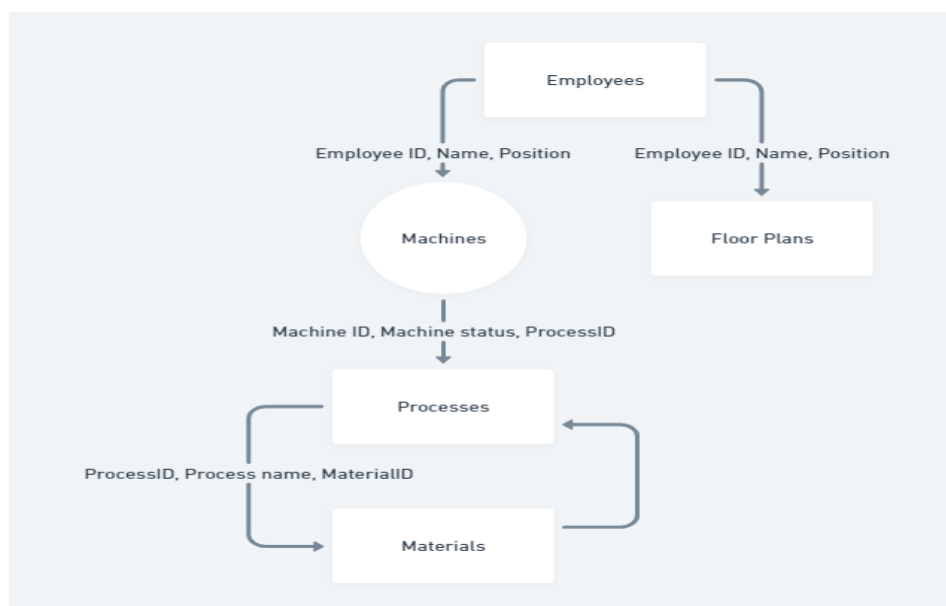 Employees
Employee ID, Name, Position
Employee ID, Name, Position
Machines
Floor Plans
Machine ID, Machine status, ProcessID
Processes
ProcessID, Process name, MaterialID
Materials